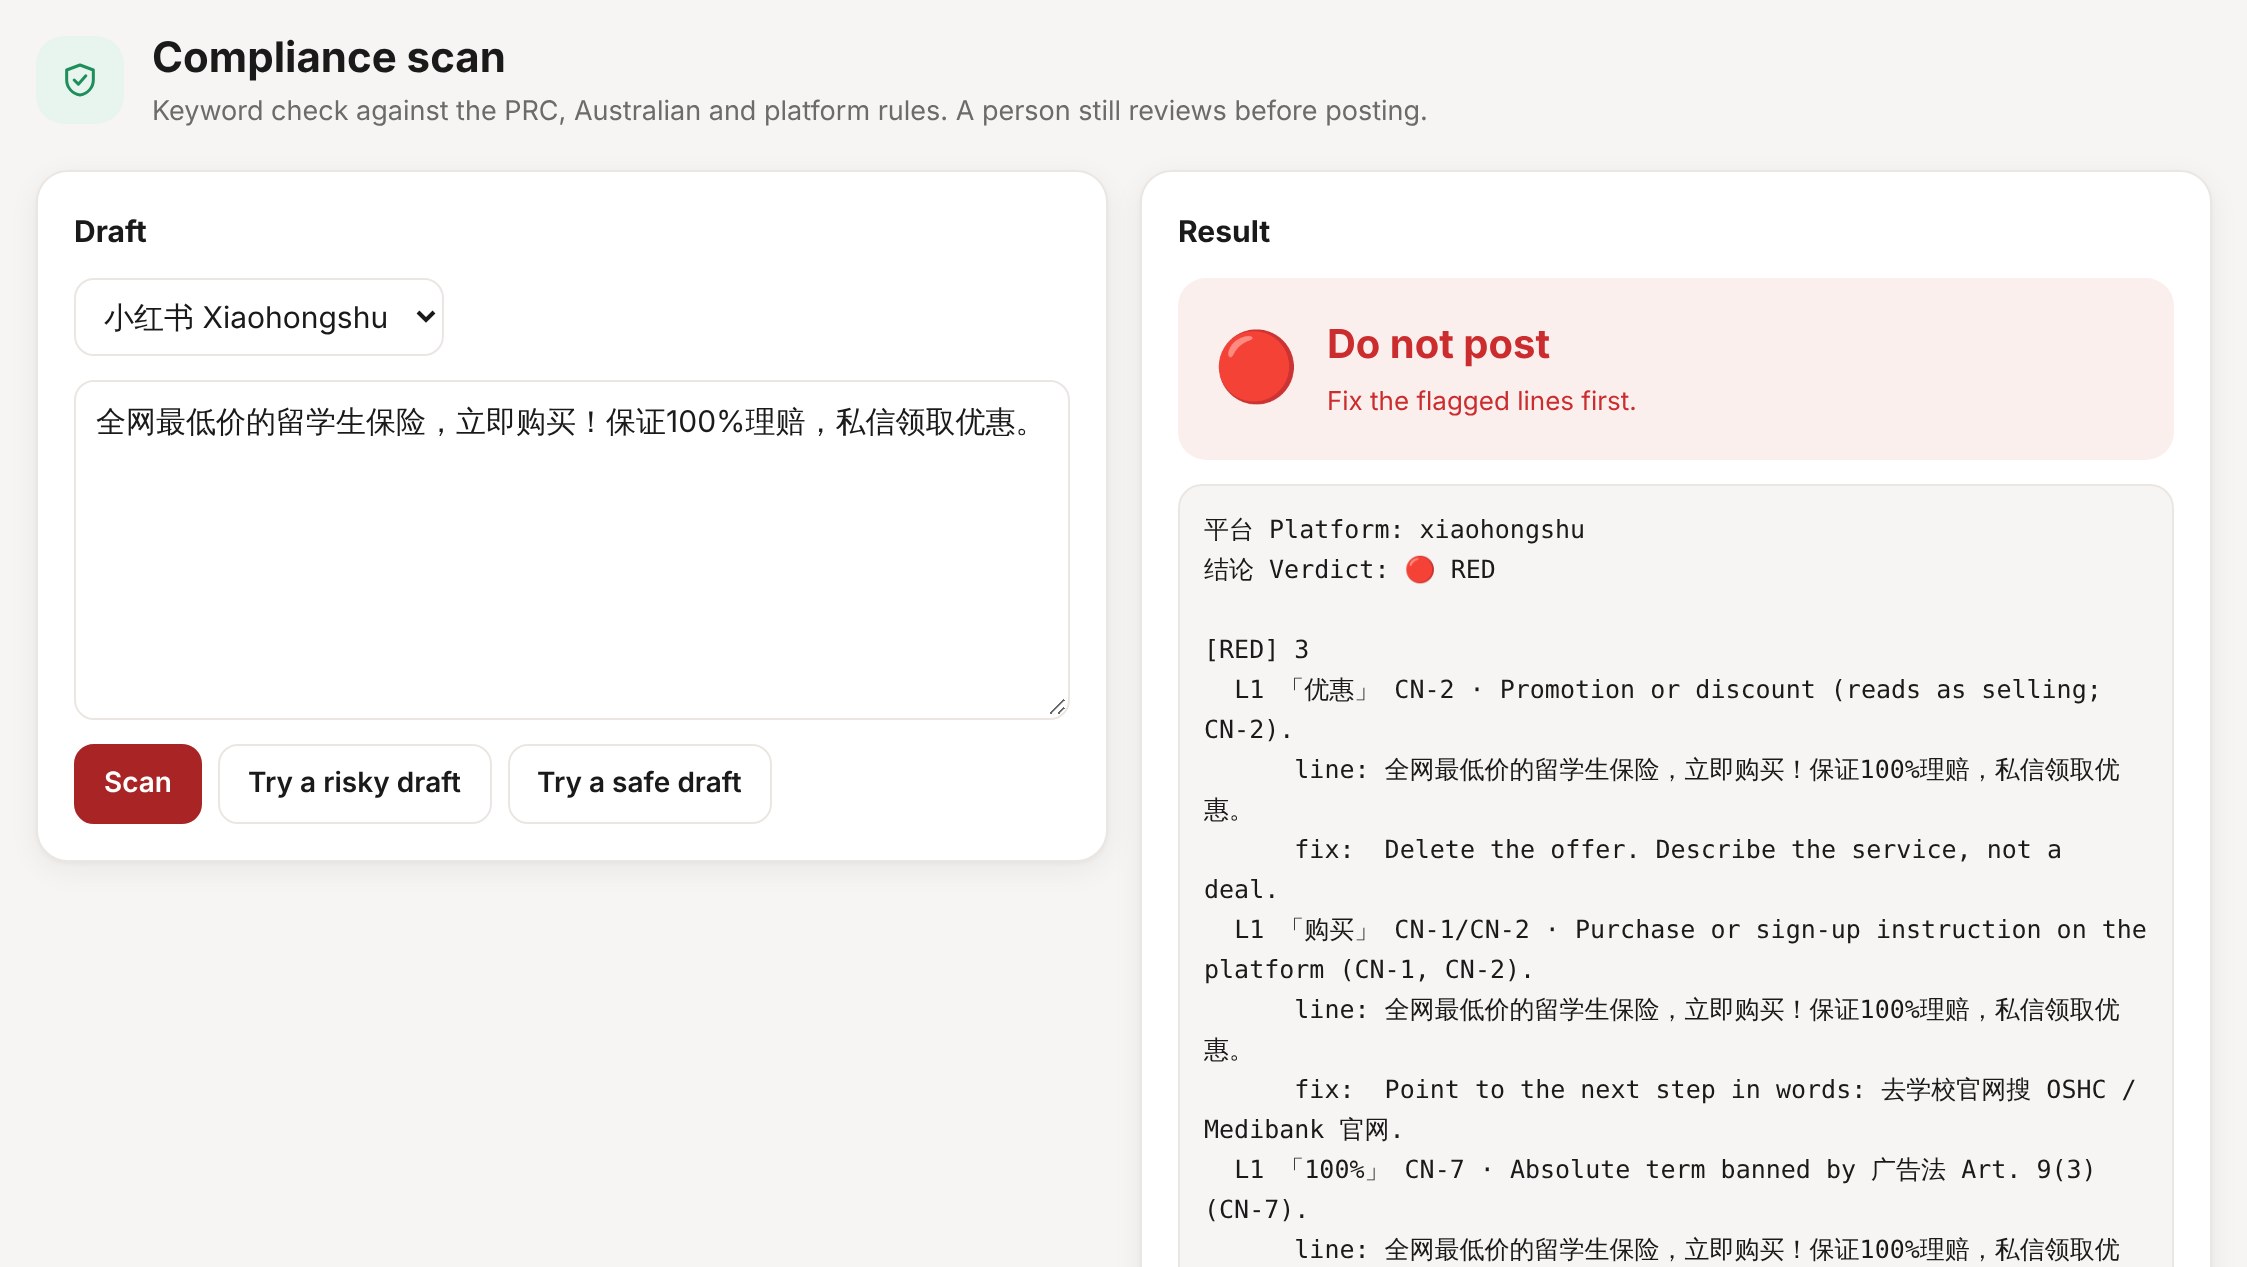 Compliance scan
Keyword check against the PRC, Australian and platform rules. A person still reviews before posting.
Draft
小红书 Xiaohongshu
全网最低价的留学生保险，立即购买！保证100%理赔，私信领取优惠。
Scan
Try a risky draft
Try a safe draft
Result
Do not post
Fix the flagged lines first.
平台 Platform: xiaohongshu
结论 Verdict: 🔴 RED
[RED] 3
L1 「优惠」 CN-2 · Promotion or discount (reads as selling;
CN-2).
line: 全网最低价的留学生保险，立即购买！保证100%理赔，私信领取优
惠。
fix:  Delete the offer. Describe the service, not a
deal.
L1 「购买」 CN-1/CN-2 · Purchase or sign-up instruction on the
platform (CN-1, CN-2).
line: 全网最低价的留学生保险，立即购买！保证100%理赔，私信领取优
惠。
fix:  Point to the next step in words: 去学校官网搜 OSHC /
Medibank 官网.
L1 「100%」 CN-7 · Absolute term banned by 广告法 Art. 9(3)
(CN-7).
line: 全网最低价的留学生保险，立即购买！保证100%理赔，私信领取优